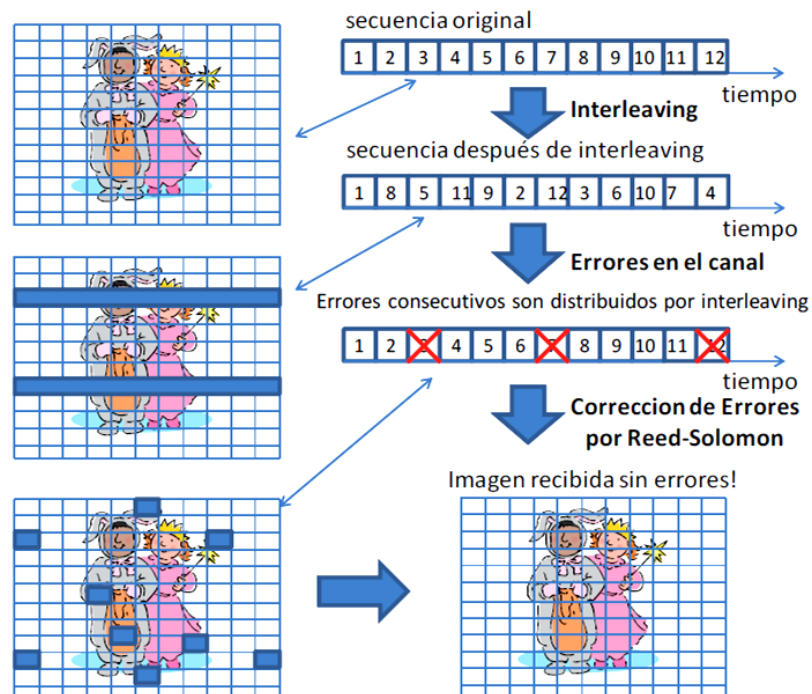 secuencia original
1 2 3 4 5 6 7 8 9 10 11 12
tiempo
Interleaving
secuencia después de interleaving
1 8 5 11 9 2 12 3 6 10 7 4
tiempo
Errores en el canal
Errores consecutivos son distribuidos por interleaving
1 2 3 4 5 6 7 8 9 10 11 12
tiempo
Correccion de Errores
por Reed-Solomon
Imagen recibida sin errores!